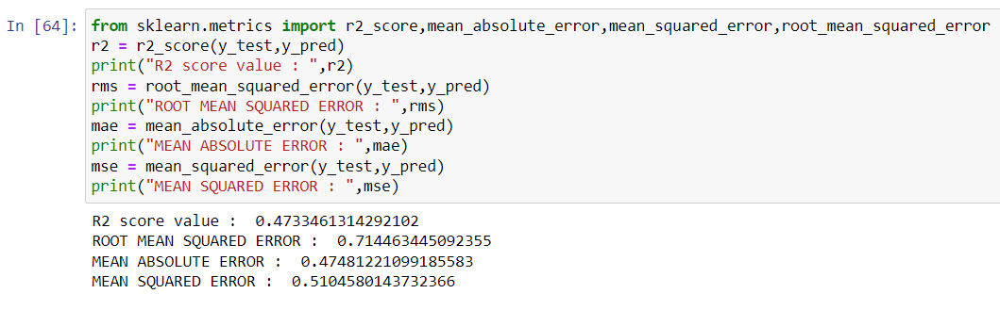 In [64]: from sklearn.metrics import r2_score,mean_absolute_error,mean_squared_error,root_mean_squared_error
r2 = r2_score(y_test,y_pred)
print("R2 score value : ",r2)
rms = root_mean_squared_error(y_test,y_pred)
print("ROOT MEAN SQUARED ERROR : ",rms)
mae = mean_absolute_error(y_test,y_pred)
print("MEAN ABSOLUTE ERROR : ",mae)
mse = mean_squared_error(y_test,y_pred)
print("MEAN SQUARED ERROR : ",mse)
R2 score value :  0.4733461314292102
ROOT MEAN SQUARED ERROR :  0.714463445092355
MEAN ABSOLUTE ERROR :  0.47481221099185583
MEAN SQUARED ERROR :  0.5104580143732366